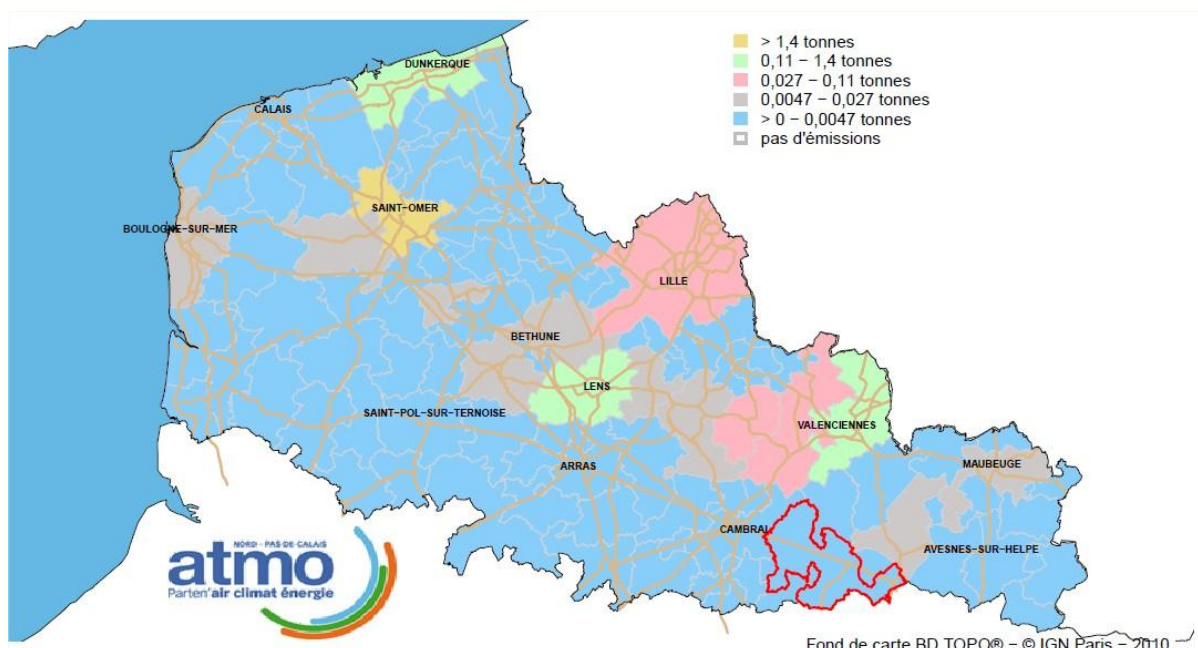 > 1,4 tonnes
0,11 − 1,4 tonnes
0,027 − 0,11 tonnes
0,0047 − 0,027 tonnes
> 0 − 0,0047 tonnes
pas d'émissions
DUNKERQUE
CALAIS
SAINT−OMER
BOULOGNE−SUR−MER
LILLE
BETHUNE
LENS
SAINT−POL−SUR−TERNOISE
VALENCIENNES
ARRAS
MAUBEUGE
CAMBRAI
AVESNES−SUR−HELPE
NORD - PAS-DE-CALAIS
atmo
Parten'air climat énergie
Fond de carte BD TOPO® − © IGN Paris − 2010